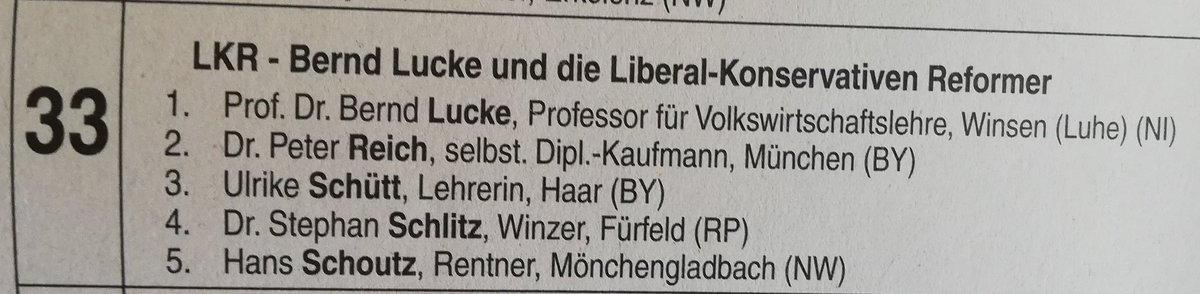 Erkelenz (NW)
33
LKR - Bernd Lucke und die Liberal-Konservativen Reformer
1. Prof. Dr. Bernd Lucke, Professor für Volkswirtschaftslehre, Winsen (Luhe) (NI)
2. Dr. Peter Reich, selbst. Dipl.-Kaufmann, München (BY)
3. Ulrike Schütt, Lehrerin, Haar (BY)
4. Dr. Stephan Schlitz, Winzer, Fürfeld (RP)
5. Hans Schoutz, Rentner, Mönchengladbach (NW)